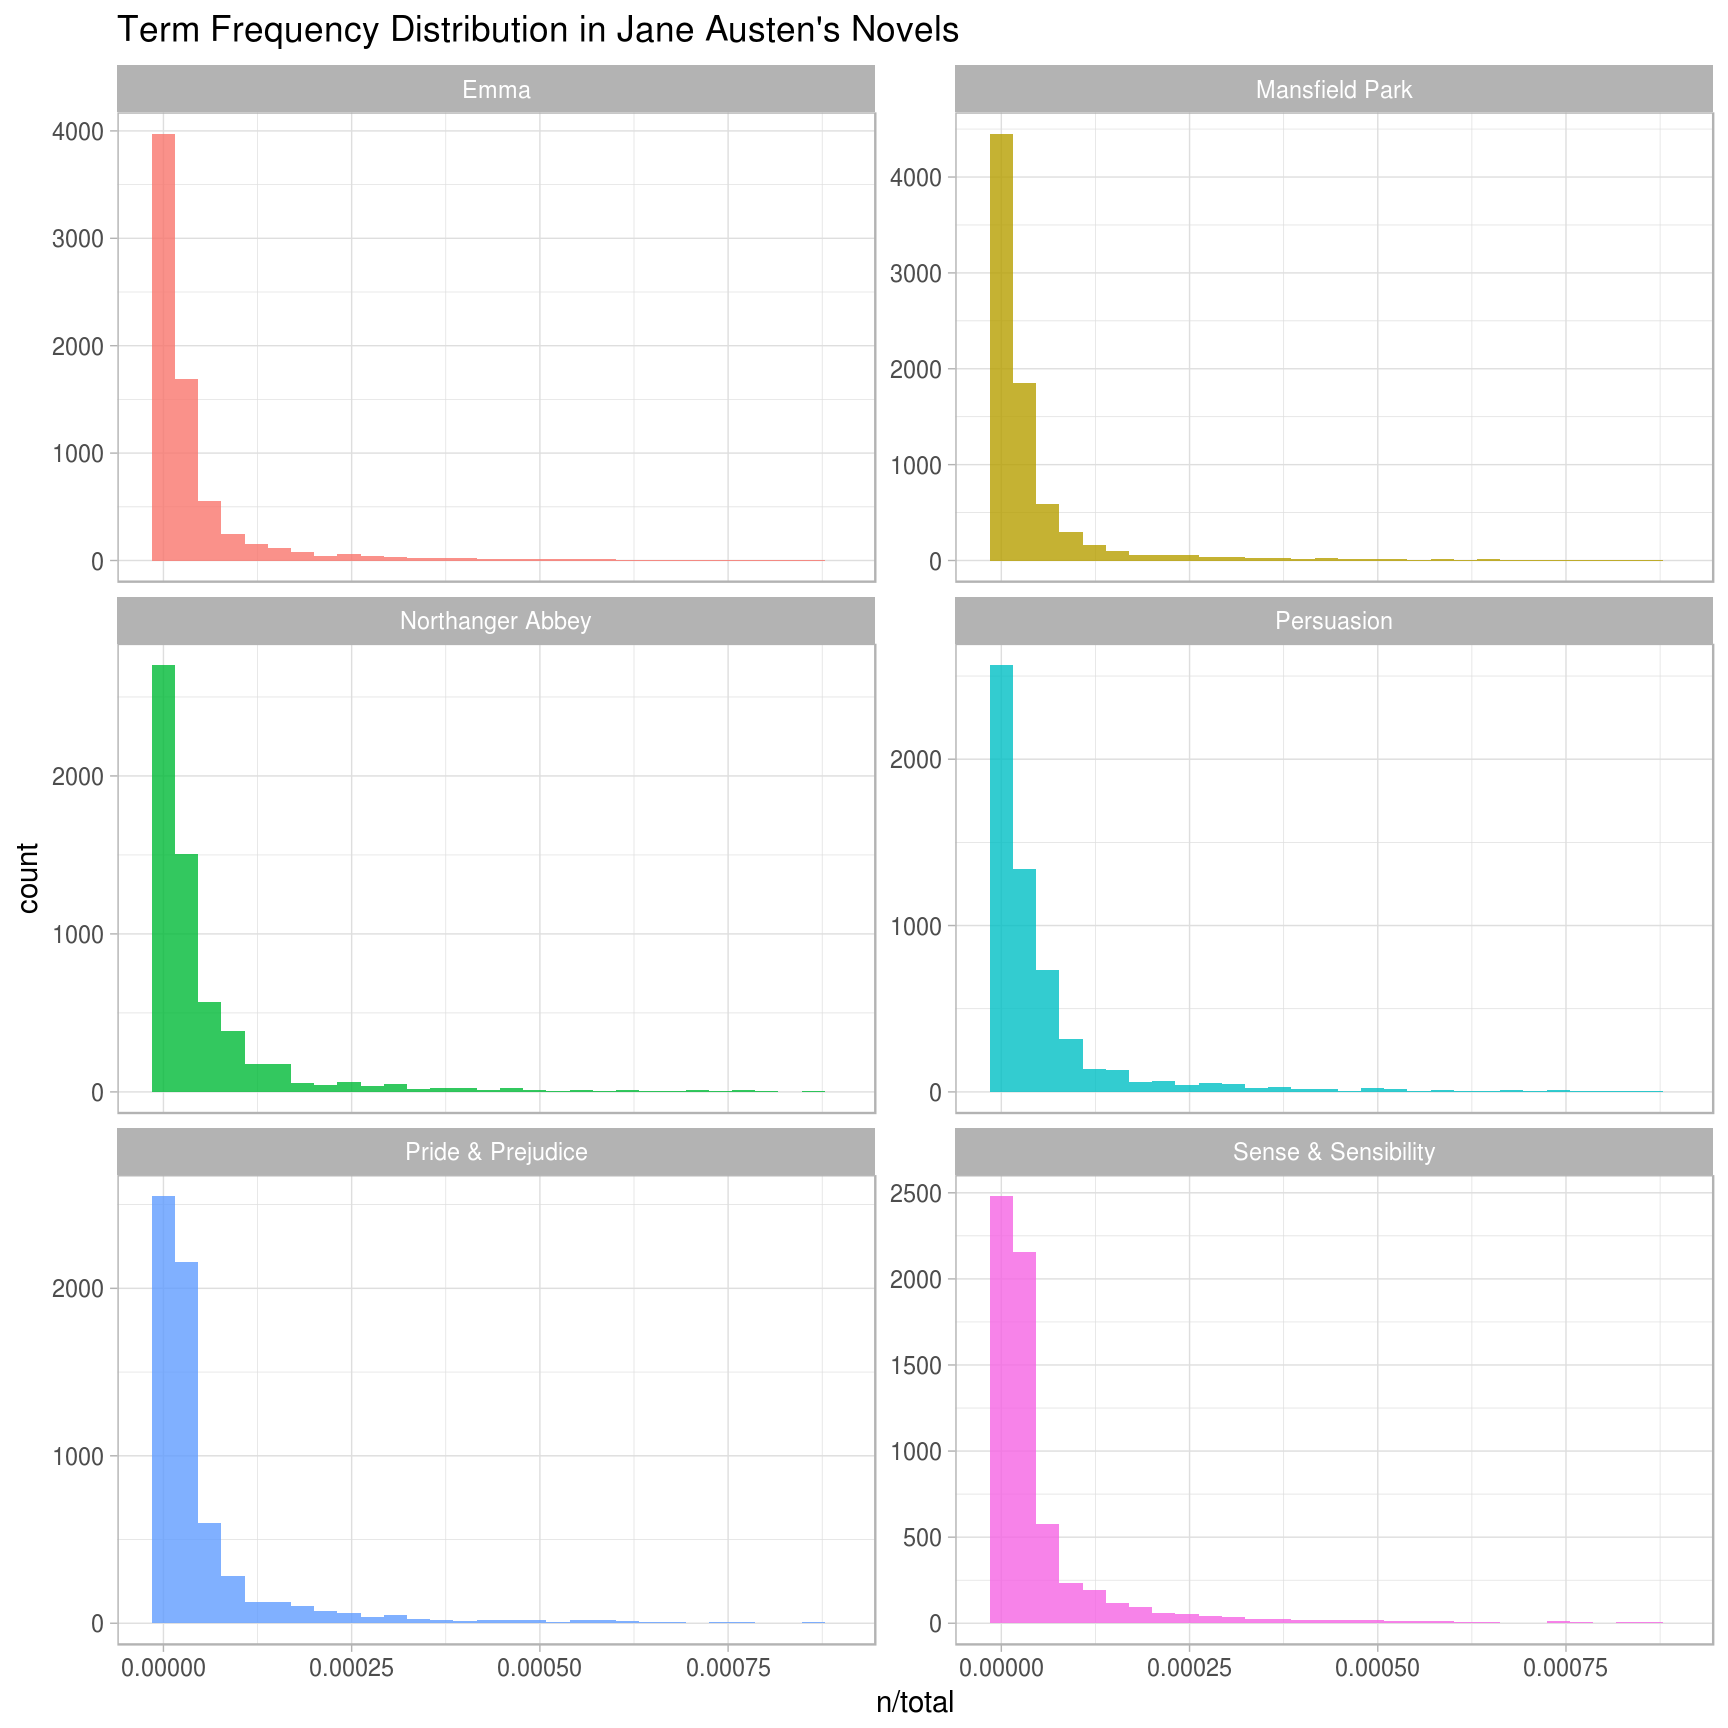 Term Frequency Distribution in Jane Austen's Novels
Emma
Mansfield Park
4000
3000
2000
1000
0
4000
3000
2000
1000
0
Northanger Abbey
Persuasion
2000
1000
0
2000
1000
0
Pride & Prejudice
Sense & Sensibility
2000
1000
0
2500
2000
1500
1000
500
0
0.00000 0.00025 0.00050 0.00075
0.00000 0.00025 0.00050 0.00075
n/total
count